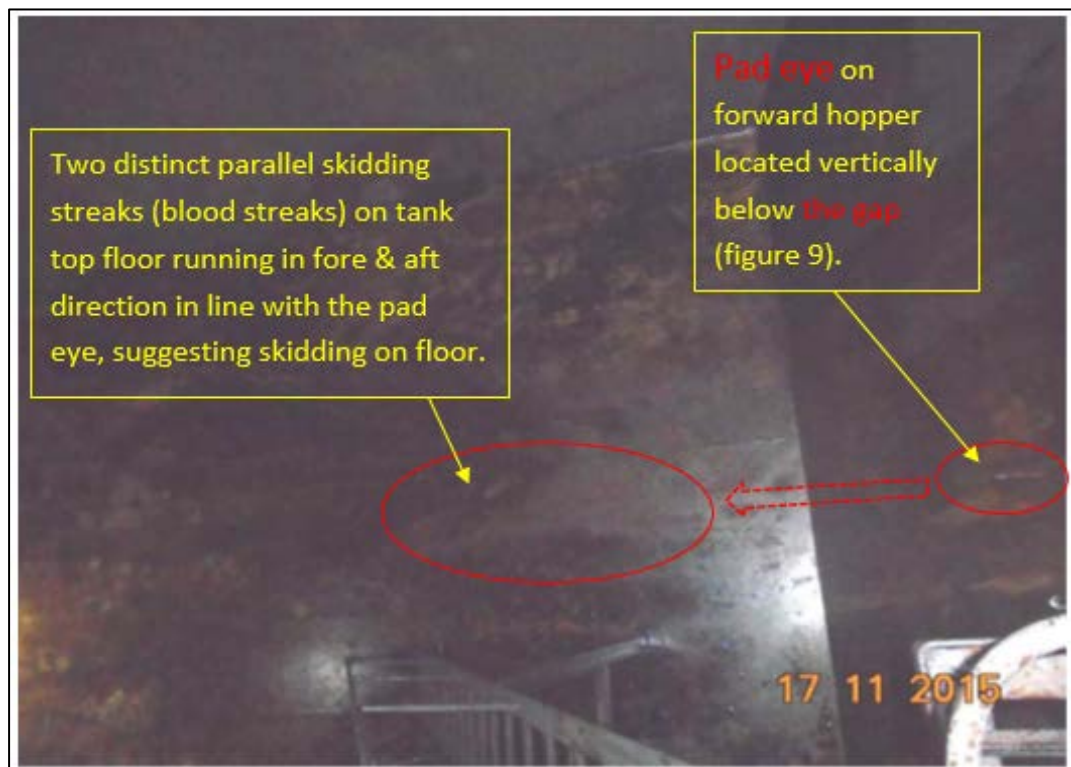 Pad eye on
forward hopper
located vertically
below the gap
(figure 9).
Two distinct parallel skidding
streaks (blood streaks) on tank
top floor running in fore & aft
direction in line with the pad
eye, suggesting skidding on floor.
17 11 2015